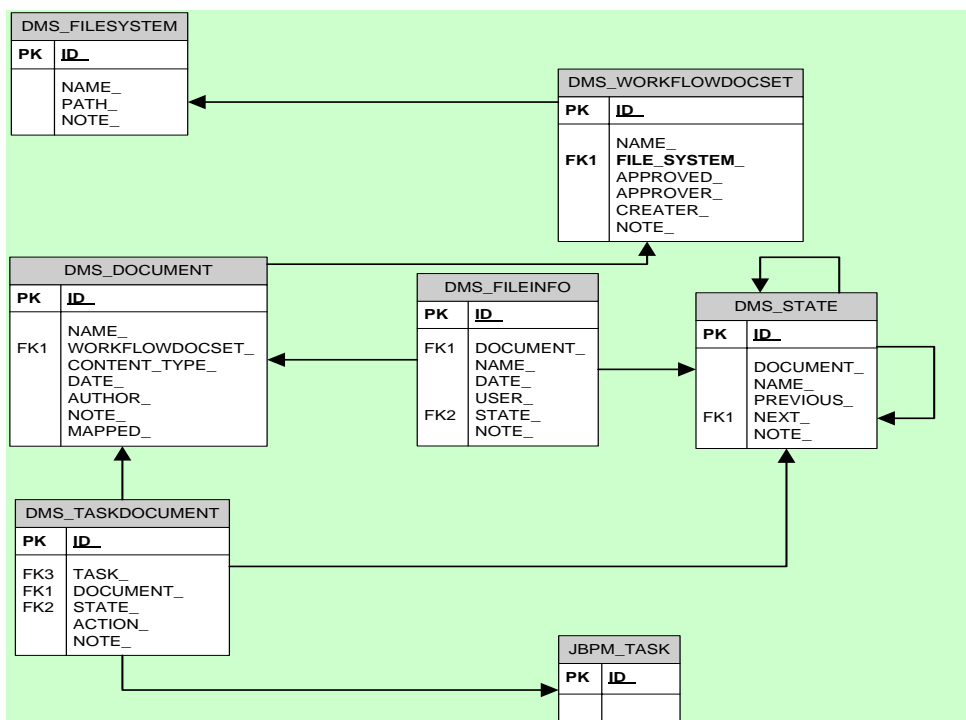 DMS_FILESYSTEM
PK ID_
NAME_
PATH_
NOTE_
DMS_WORKFLOWDOCSET
PK ID_
NAME_
FK1 FILE_SYSTEM_
APPROVED_
APPROVER_
CREATER_
NOTE_
DMS_DOCUMENT
PK ID_
NAME_
FK1 WORKFLOWDOCSET_
CONTENT_TYPE_
DATE_
AUTHOR_
NOTE_
MAPPED_
DMS_FILEINFO
PK ID_
FK1 DOCUMENT_
NAME_
DATE_
USER_
FK2 STATE_
NOTE_
DMS_STATE
PK ID_
DOCUMENT_
NAME_
PREVIOUS_
FK1 NEXT_
NOTE_
DMS_TASKDOCUMENT
PK ID_
FK3 TASK_
FK1 DOCUMENT_
FK2 STATE_
ACTION_
NOTE_
JBPM_TASK
PK ID_